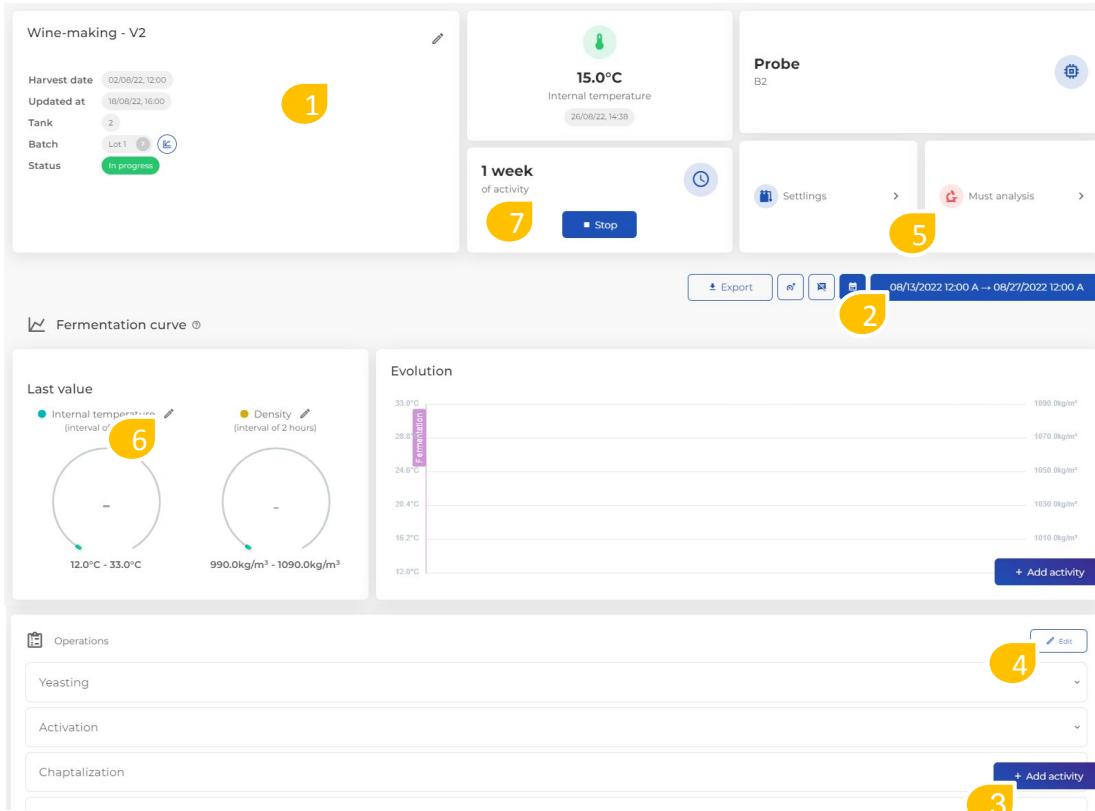 Wine-making - V2
Harvest date 02/08/22, 12:00
Updated at 18/08/22, 16:00
Tank 2
Batch Lot 1 ?
Status In progress
1
15.0°C
Internal temperature
26/08/22, 14:38
Probe
B2
1 week
of activity
7
Stop
Settlings
Must analysis
5
Export
08/13/2022 12:00 A → 08/27/2022 12:00 A
2
Fermentation curve
Last value
Internal temperature
(interval of
6
-
12.0°C - 33.0°C
Density
(interval of 2 hours)
-
990.0kg/m³ - 1090.0kg/m³
Evolution
33.0°C
28.8°C
24.6°C
20.4°C
16.2°C
12.0°C
Fermentation
1090.0kg/m³
1070.0kg/m³
1050.0kg/m³
1030.0kg/m³
1010.0kg/m³
+ Add activity
Operations
Edit
4
Yeasting
Activation
Chaptalization
+ Add activity
3